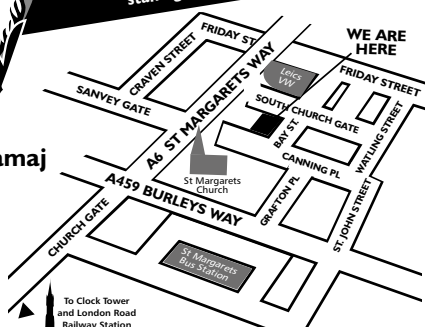 WE ARE
HERE
FRIDAY ST
FRIDAY STREET
CRAVEN STREET
Leics
VW
SANVEY GATE
A6 ST MARGARETS WAY
SOUTH CHURCH GATE
BAY ST.
WATLING STREET
amaj
CANNING PL
St Margarets
Church
A459 BURLEYS WAY
GRAFTON PL
ST. JOHN STREET
CHURCH GATE
St Margarets
Bus Station
To Clock Tower
and London Road
Railway Station